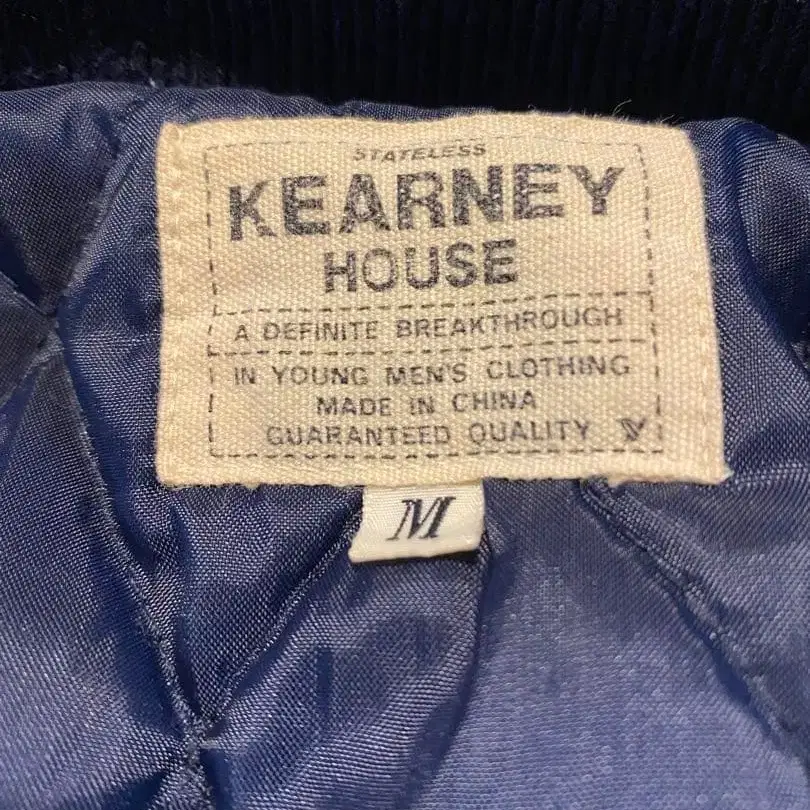 STATELESS
KEARNEY
HOUSE
A DEFINITE BREAKTHROUGH
IN YOUNG MEN'S CLOTHING
MADE IN CHINA
GUARANTEED QUALITY
M